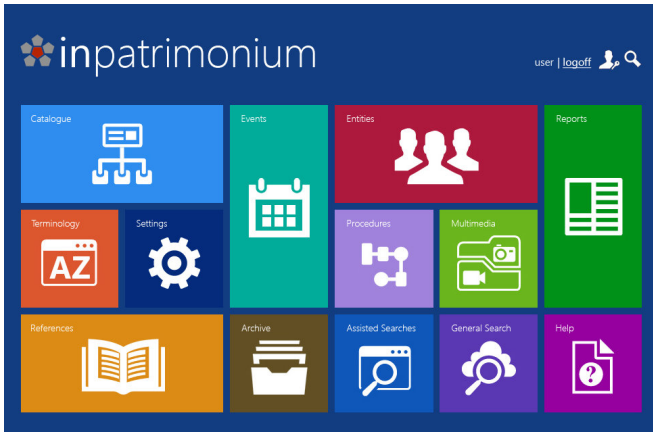 inpatrimonium
user | logoff
Catalogue
Events
Entities
Reports
Terminology
Settings
Procedures
Multimedia
AZ
References
Archive
Assisted Searches
General Search
Help
?